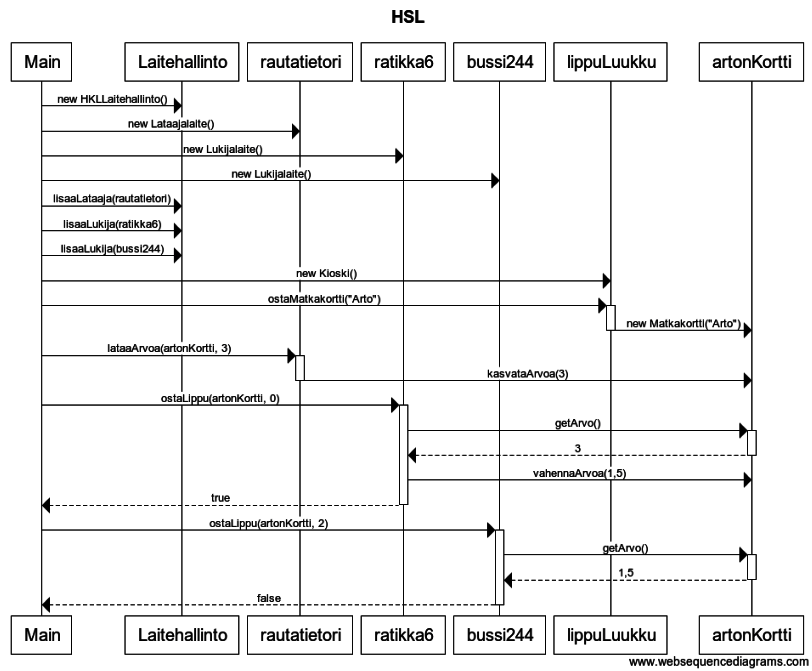 HSL
Main Laitehallinto rautatietori ratikka6 bussi244 lippuLuukku artonKortti
new HKLLaitehallinto()
new Lataajalaite()
new Lukijalaite()
new Lukijalaite()
lisaaLataaja(rautatietori)
lisaaLukija(ratikka6)
lisaaLukija(bussi244)
new Kioski()
ostaMatkakortti("Arto")
new Matkakortti("Arto")
lataaArvoa(artonKortti, 3)
kasvataArvoa(3)
ostaLippu(artonKortti, 0)
getArvo()
3
vahennaArvoa(1,5)
true
ostaLippu(artonKortti, 2)
getArvo()
1,5
false
Main Laitehallinto rautatietori ratikka6 bussi244 lippuLuukku artonKortti
www.websequencediagrams.com